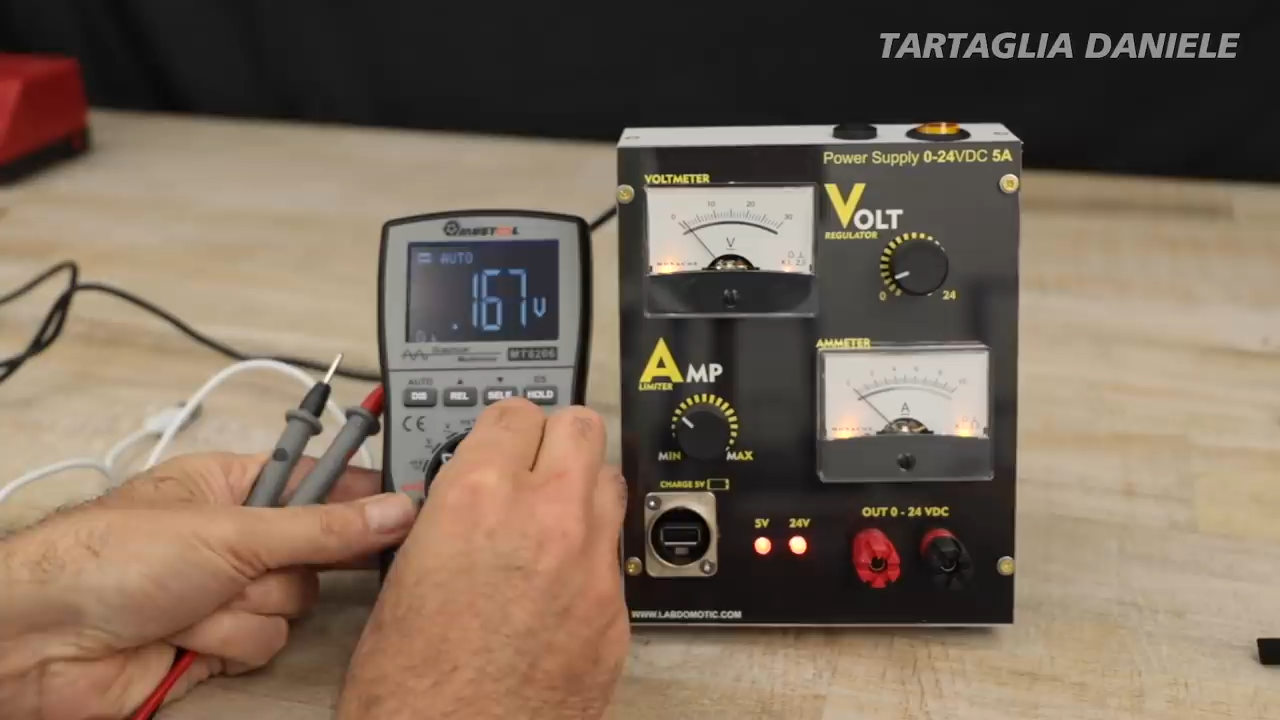 TARTAGLIA DANIELE
Power Supply 0-24VDC 5A
VOLTMETER
0 10 20 30
V
VOLT
REGULATOR
0 24
MUSTOOL
AUTO
.167 V
MT8206
AUTO
DIS REL SELE HOLD
CE
AMP
LIMITER
MIN MAX
AMMETER
A
CHARGE 5V
5V 24V
OUT 0 - 24 VDC
WWW.LABDOMOTIC.COM